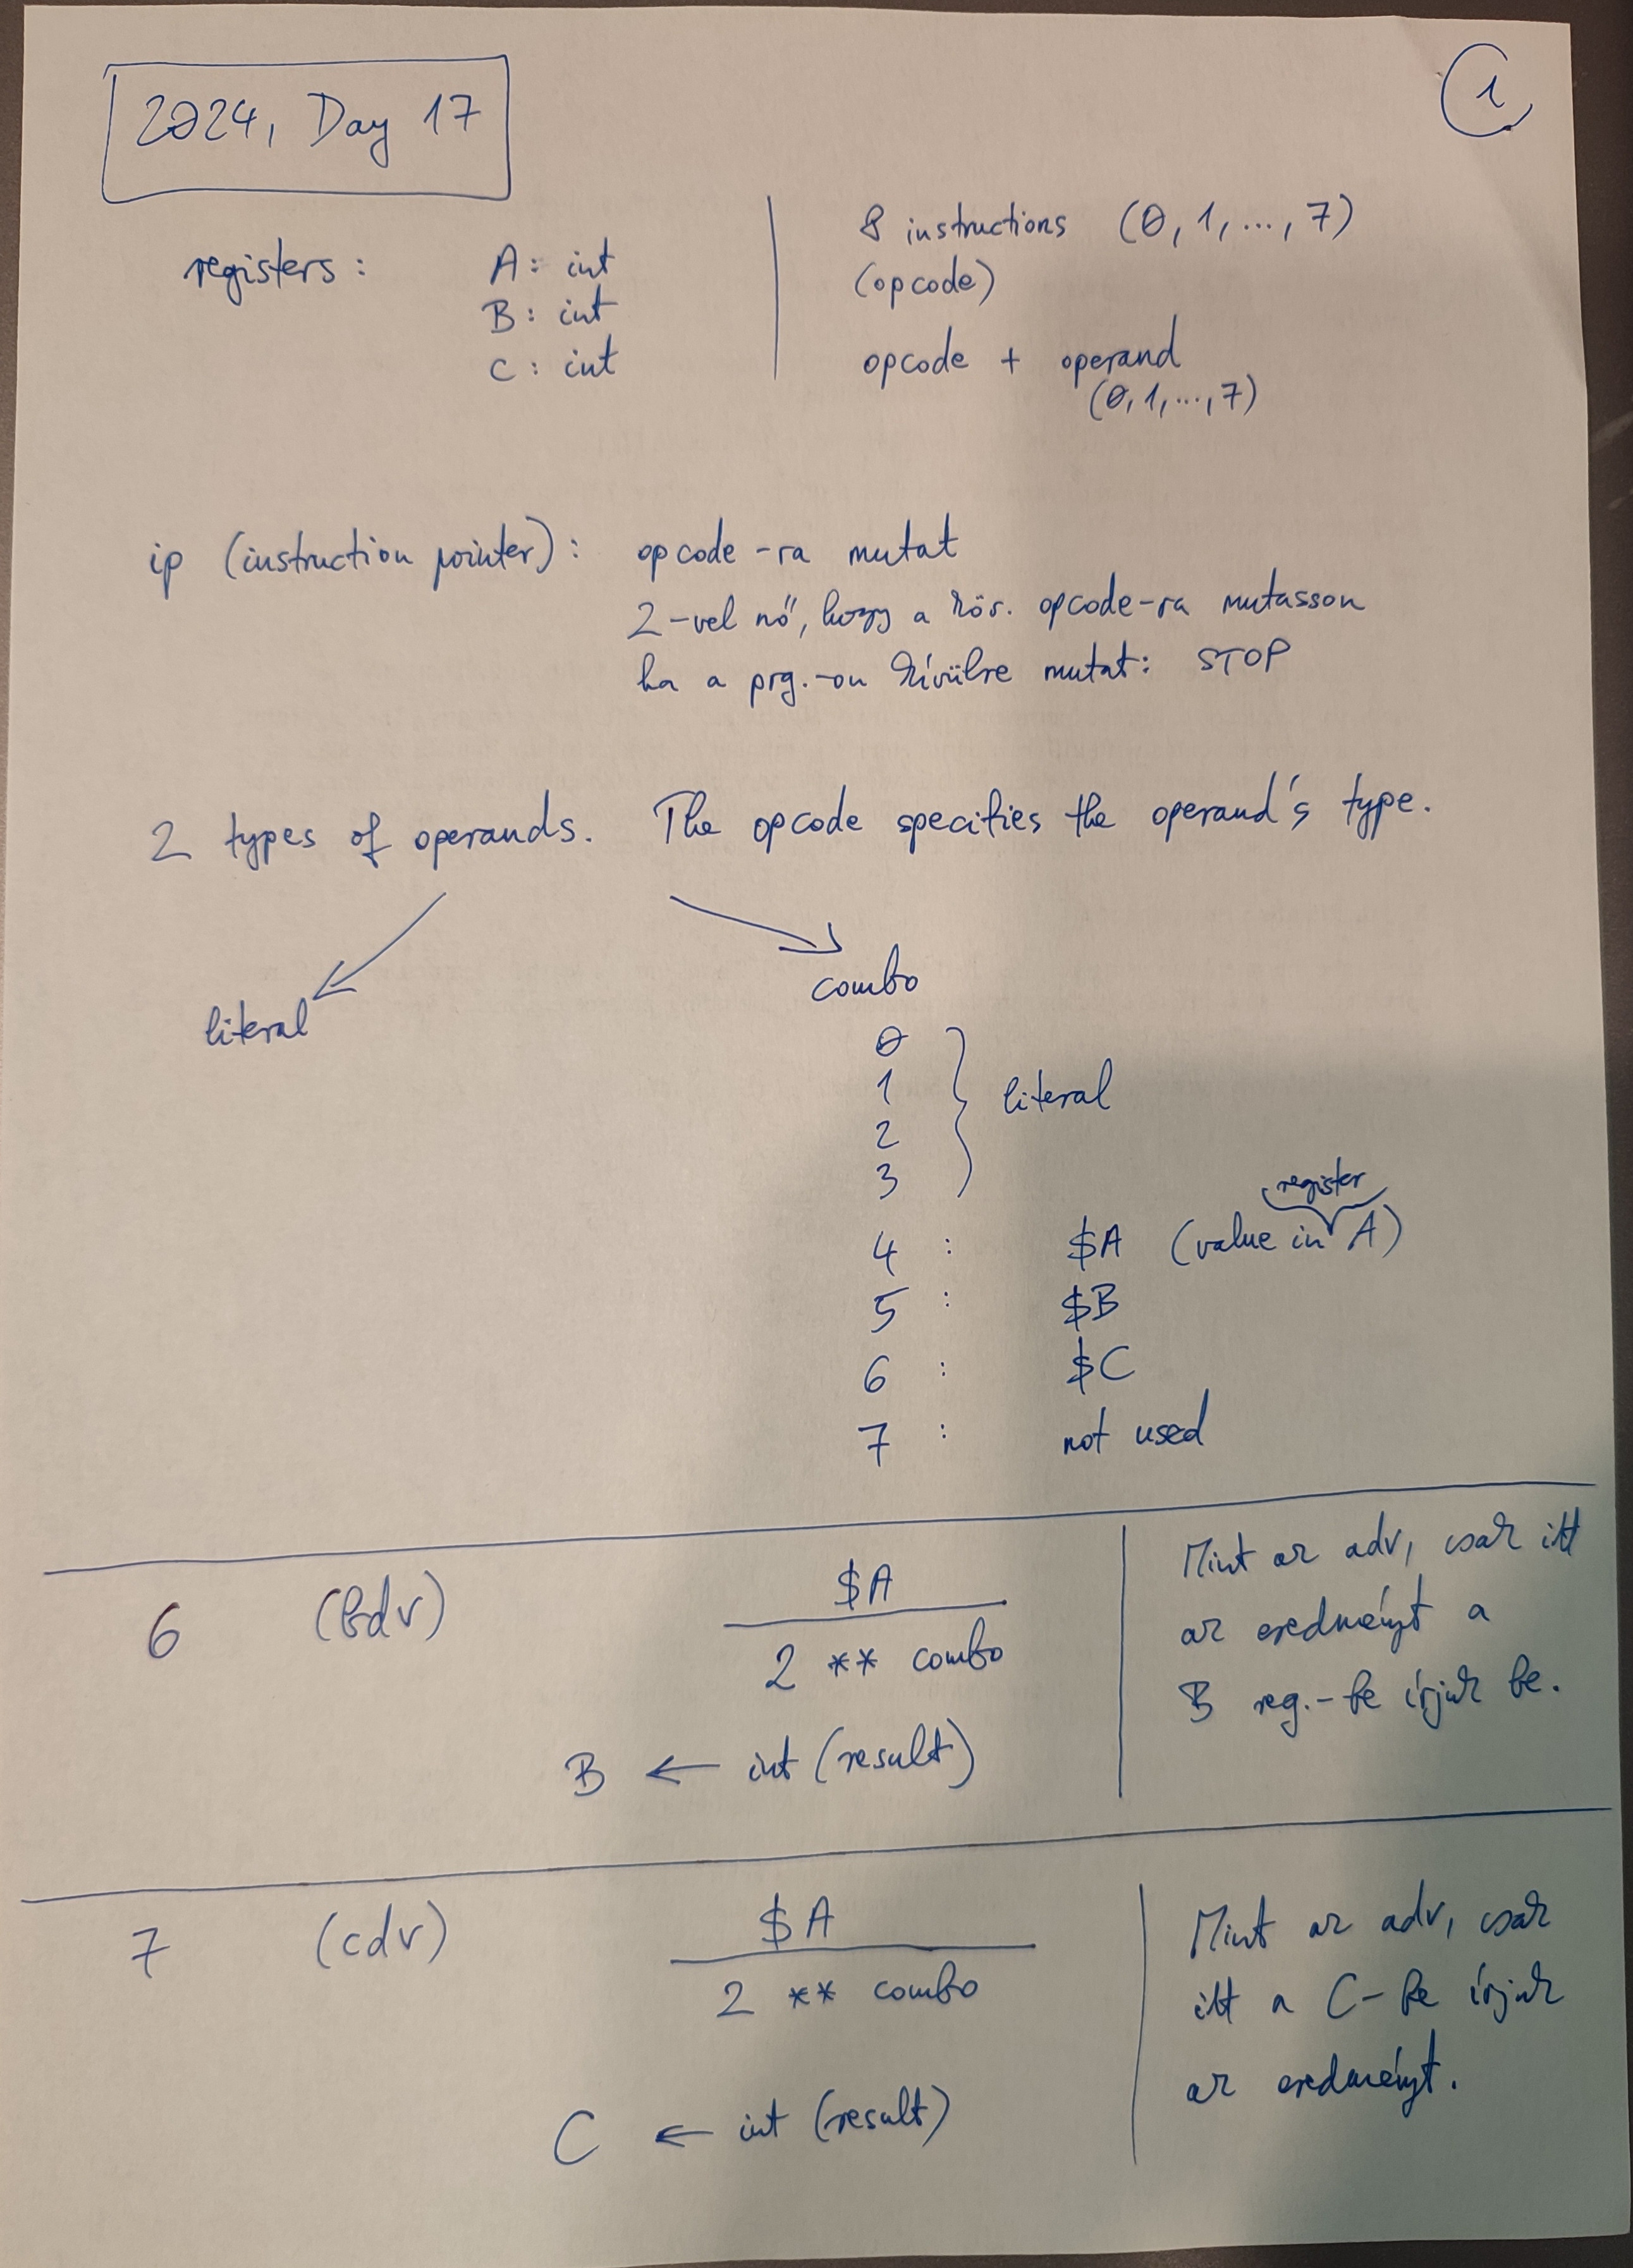 2024, Day 17
1
registers:
A: int
B: int
C: int
8 instructions (0, 1, ..., 7)
(opcode)
opcode + operand
(0, 1, ..., 7)
ip (instruction pointer): opcode-ra mutat
2-vel nő, hogy a köv. opcode-ra mutasson
ha a prg.-on kívülre mutat: STOP
2 types of operands. The opcode specifies the operand's type.
literal
combo
0
1
2
3
literal
register
4 : $A (value in A)
5 : $B
6 : $C
7 : not used
6 (bdv)
$A
2 ** combo
B ← int (result)
Mint az adv, csak itt
az eredményt a
B reg.-be írjuk be.
7 (cdv)
$A
2 ** combo
C ← int (result)
Mint az adv, csak
itt a C-be írjuk
az eredményt.